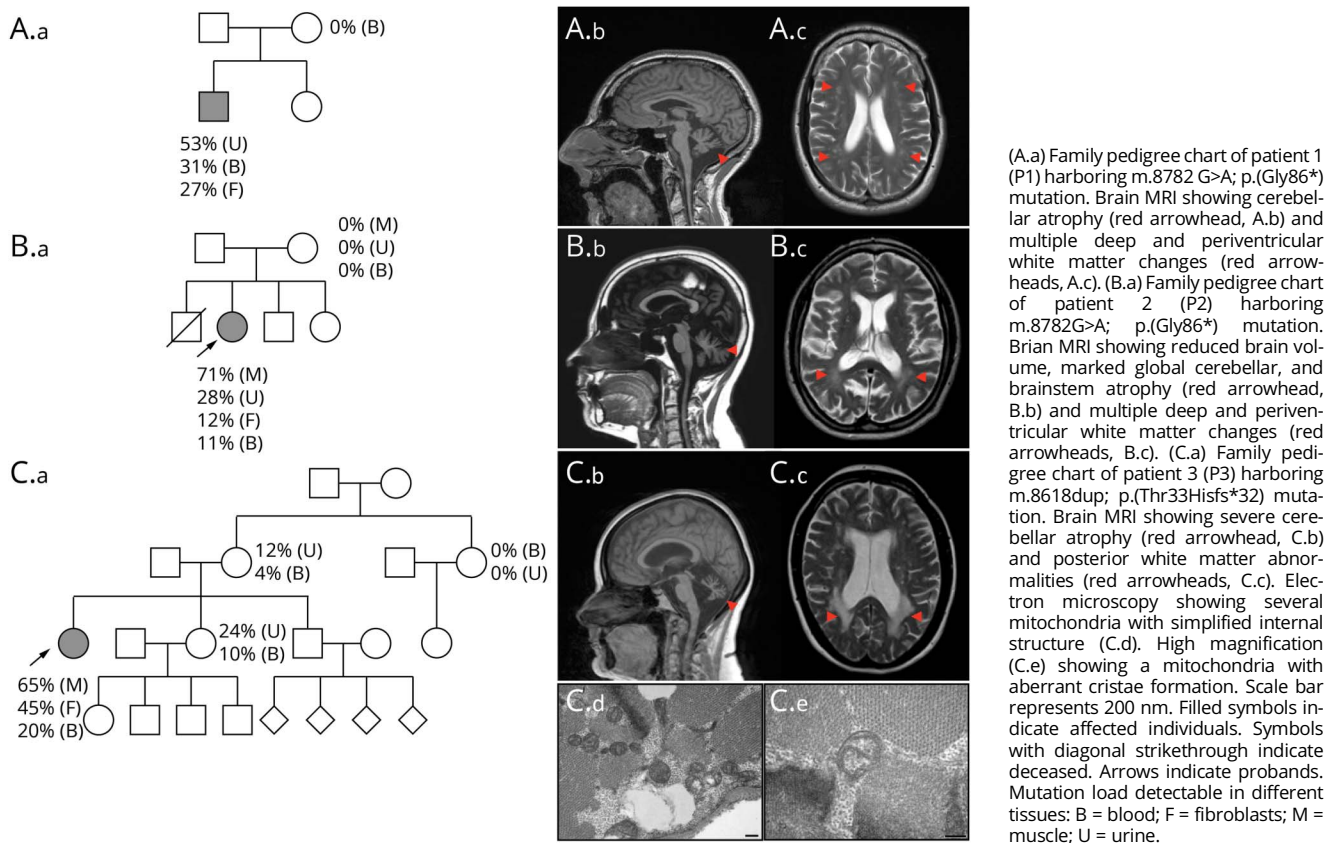 A.a
0% (B)
53% (U)
31% (B)
27% (F)
B.a
0% (M)
0% (U)
0% (B)
71% (M)
28% (U)
12% (F)
11% (B)
C.a
12% (U)
4% (B)
0% (B)
0% (U)
24% (U)
10% (B)
65% (M)
45% (F)
20% (B)
A.b
A.c
B.b
B.c
C.b
C.c
C.d
C.e
(A.a) Family pedigree chart of patient 1
(P1) harboring m.8782 G>A; p.(Gly86*)
mutation. Brain MRI showing cerebel-
lar atrophy (red arrowhead, A.b) and
multiple deep and periventricular
white matter changes (red arrow-
heads, A.c). (B.a) Family pedigree chart
of patient 2 (P2) harboring
m.8782G>A; p.(Gly86*) mutation.
Brian MRI showing reduced brain vol-
ume, marked global cerebellar, and
brainstem atrophy (red arrowhead,
B.b) and multiple deep and periven-
tricular white matter changes (red
arrowheads, B.c). (C.a) Family pedi-
gree chart of patient 3 (P3) harboring
m.8618dup; p.(Thr33Hisfs*32) muta-
tion. Brain MRI showing severe cere-
bellar atrophy (red arrowhead, C.b)
and posterior white matter abnor-
malities (red arrowheads, C.c). Elec-
tron microscopy showing several
mitochondria with simplified internal
structure (C.d). High magnification
(C.e) showing a mitochondria with
aberrant cristae formation. Scale bar
represents 200 nm. Filled symbols in-
dicate affected individuals. Symbols
with diagonal strikethrough indicate
deceased. Arrows indicate probands.
Mutation load detectable in different
tissues: B = blood; F = fibroblasts; M =
muscle; U = urine.